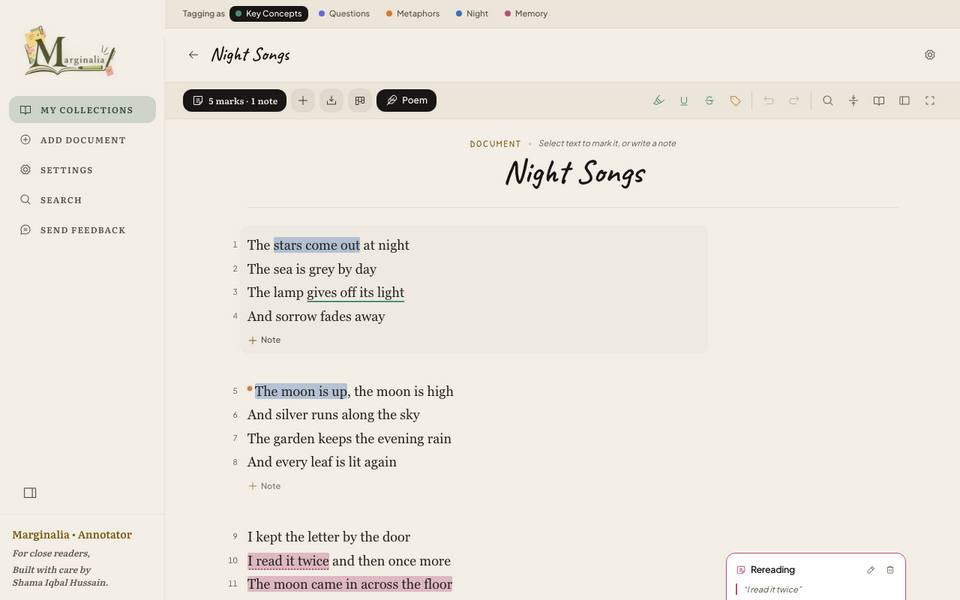 Marginalia
MY COLLECTIONS
ADD DOCUMENT
SETTINGS
SEARCH
SEND FEEDBACK
Marginalia • Annotator
For close readers,
Built with care by
Shama Iqbal Hussain.
Tagging as Key Concepts Questions Metaphors Night Memory
Night Songs
5 marks · 1 note Poem
DOCUMENT • Select text to mark it, or write a note
Night Songs
1 The stars come out at night
2 The sea is grey by day
3 The lamp gives off its light
4 And sorrow fades away
+ Note
5 The moon is up, the moon is high
6 And silver runs along the sky
7 The garden keeps the evening rain
8 And every leaf is lit again
+ Note
9 I kept the letter by the door
10 I read it twice and then once more
11 The moon came in across the floor
Rereading
"I read it twice"